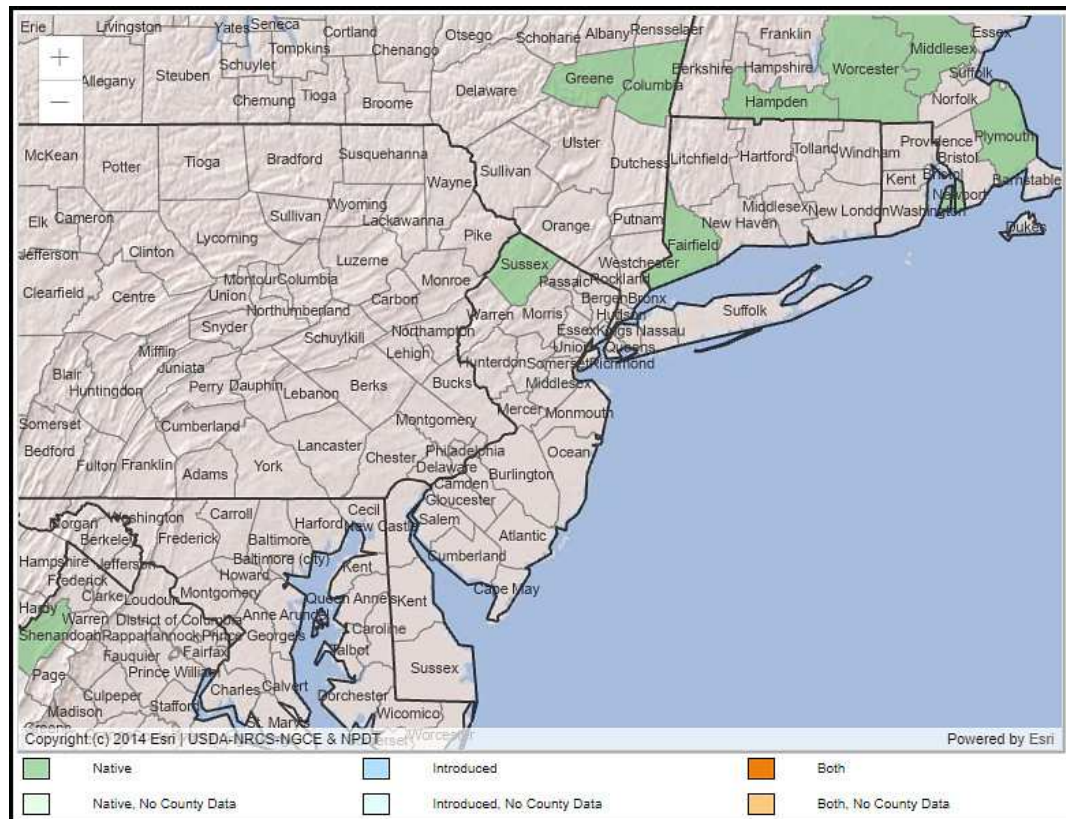 Erie Livingston Yates Seneca Cortland Otsego Schoharie Albany Rensselaer Franklin Middlesex Essex
+ Tompkins Chenango
Schuyler Berkshire Hampshire Worcester Suffolk
Allegany Steuben Greene Columbia
Chemung Tioga Broome Delaware Hampden Norfolk
−
Ulster Plymouth
McKean Potter Tioga Bradford Susquehanna Sullivan Dutchess Litchfield Hartford Tolland Windham Providence
Bristol
Wayne Kent Bristol Barnstable
Wyoming Newport
Elk Cameron Sullivan Lackawanna Putnam Middlesex New London Washington
Lycoming Orange New Haven Dukes
Jefferson Clinton Pike Fairfield
Luzerne Sussex Westchester
Montour Columbia Monroe Passaic Rockland
Clearfield Centre Union Carbon Bergen Bronx
Northumberland Warren Morris Hudson Suffolk
Snyder Northampton Essex Kings Nassau
Mifflin Schuylkill Union Queens
Juniata Lehigh Hunterdon Somerset Richmond
Blair Huntingdon Perry Dauphin Berks Bucks Middlesex
Lebanon Mercer Monmouth
Somerset Cumberland Montgomery
Bedford Lancaster Philadelphia Ocean
Fulton Franklin Adams York Chester Delaware Burlington
Camden
Gloucester
Morgan Washington Carroll Harford Cecil New Castle Salem
Berkeley Frederick Baltimore Atlantic
Hampshire Jefferson Baltimore (city) Cumberland
Frederick Howard Kent
Clarke Loudoun Montgomery Cape May
Hardy Warren District of Columbia Anne Arundel Queen Anne's Kent
Shenandoah Rappahannock Prince George's Caroline
Fauquier Fairfax Talbot
Page Prince William Sussex
Culpeper Charles Calvert Dorchester
Madison Stafford
Greene St. Mary's Wicomico
Somerset Worcester
Copyright:(c) 2014 Esri | USDA-NRCS-NGCE & NPDT Powered by Esri
Native Introduced Both
Native, No County Data Introduced, No County Data Both, No County Data